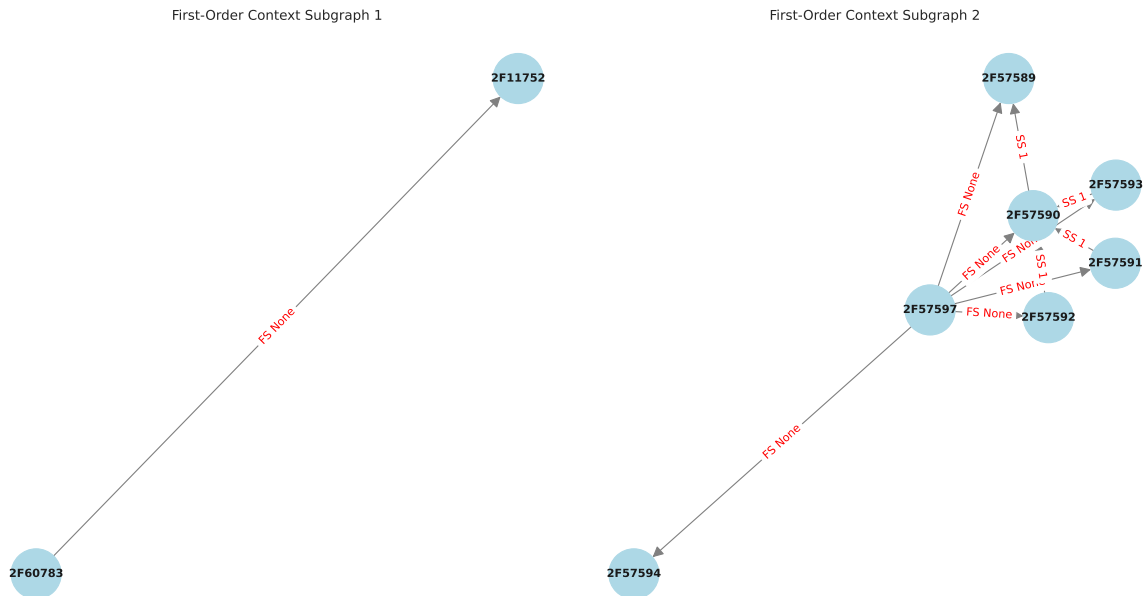 First-Order Context Subgraph 1
2F11752
FS None
2F60783
First-Order Context Subgraph 2
2F57589
SS 1
FS None
2F57593
SS 1
2F57590
SS 1
FS None
FS
2F57591
SS 1
FS
2F57597
FS None
2F57592
FS None
2F57594